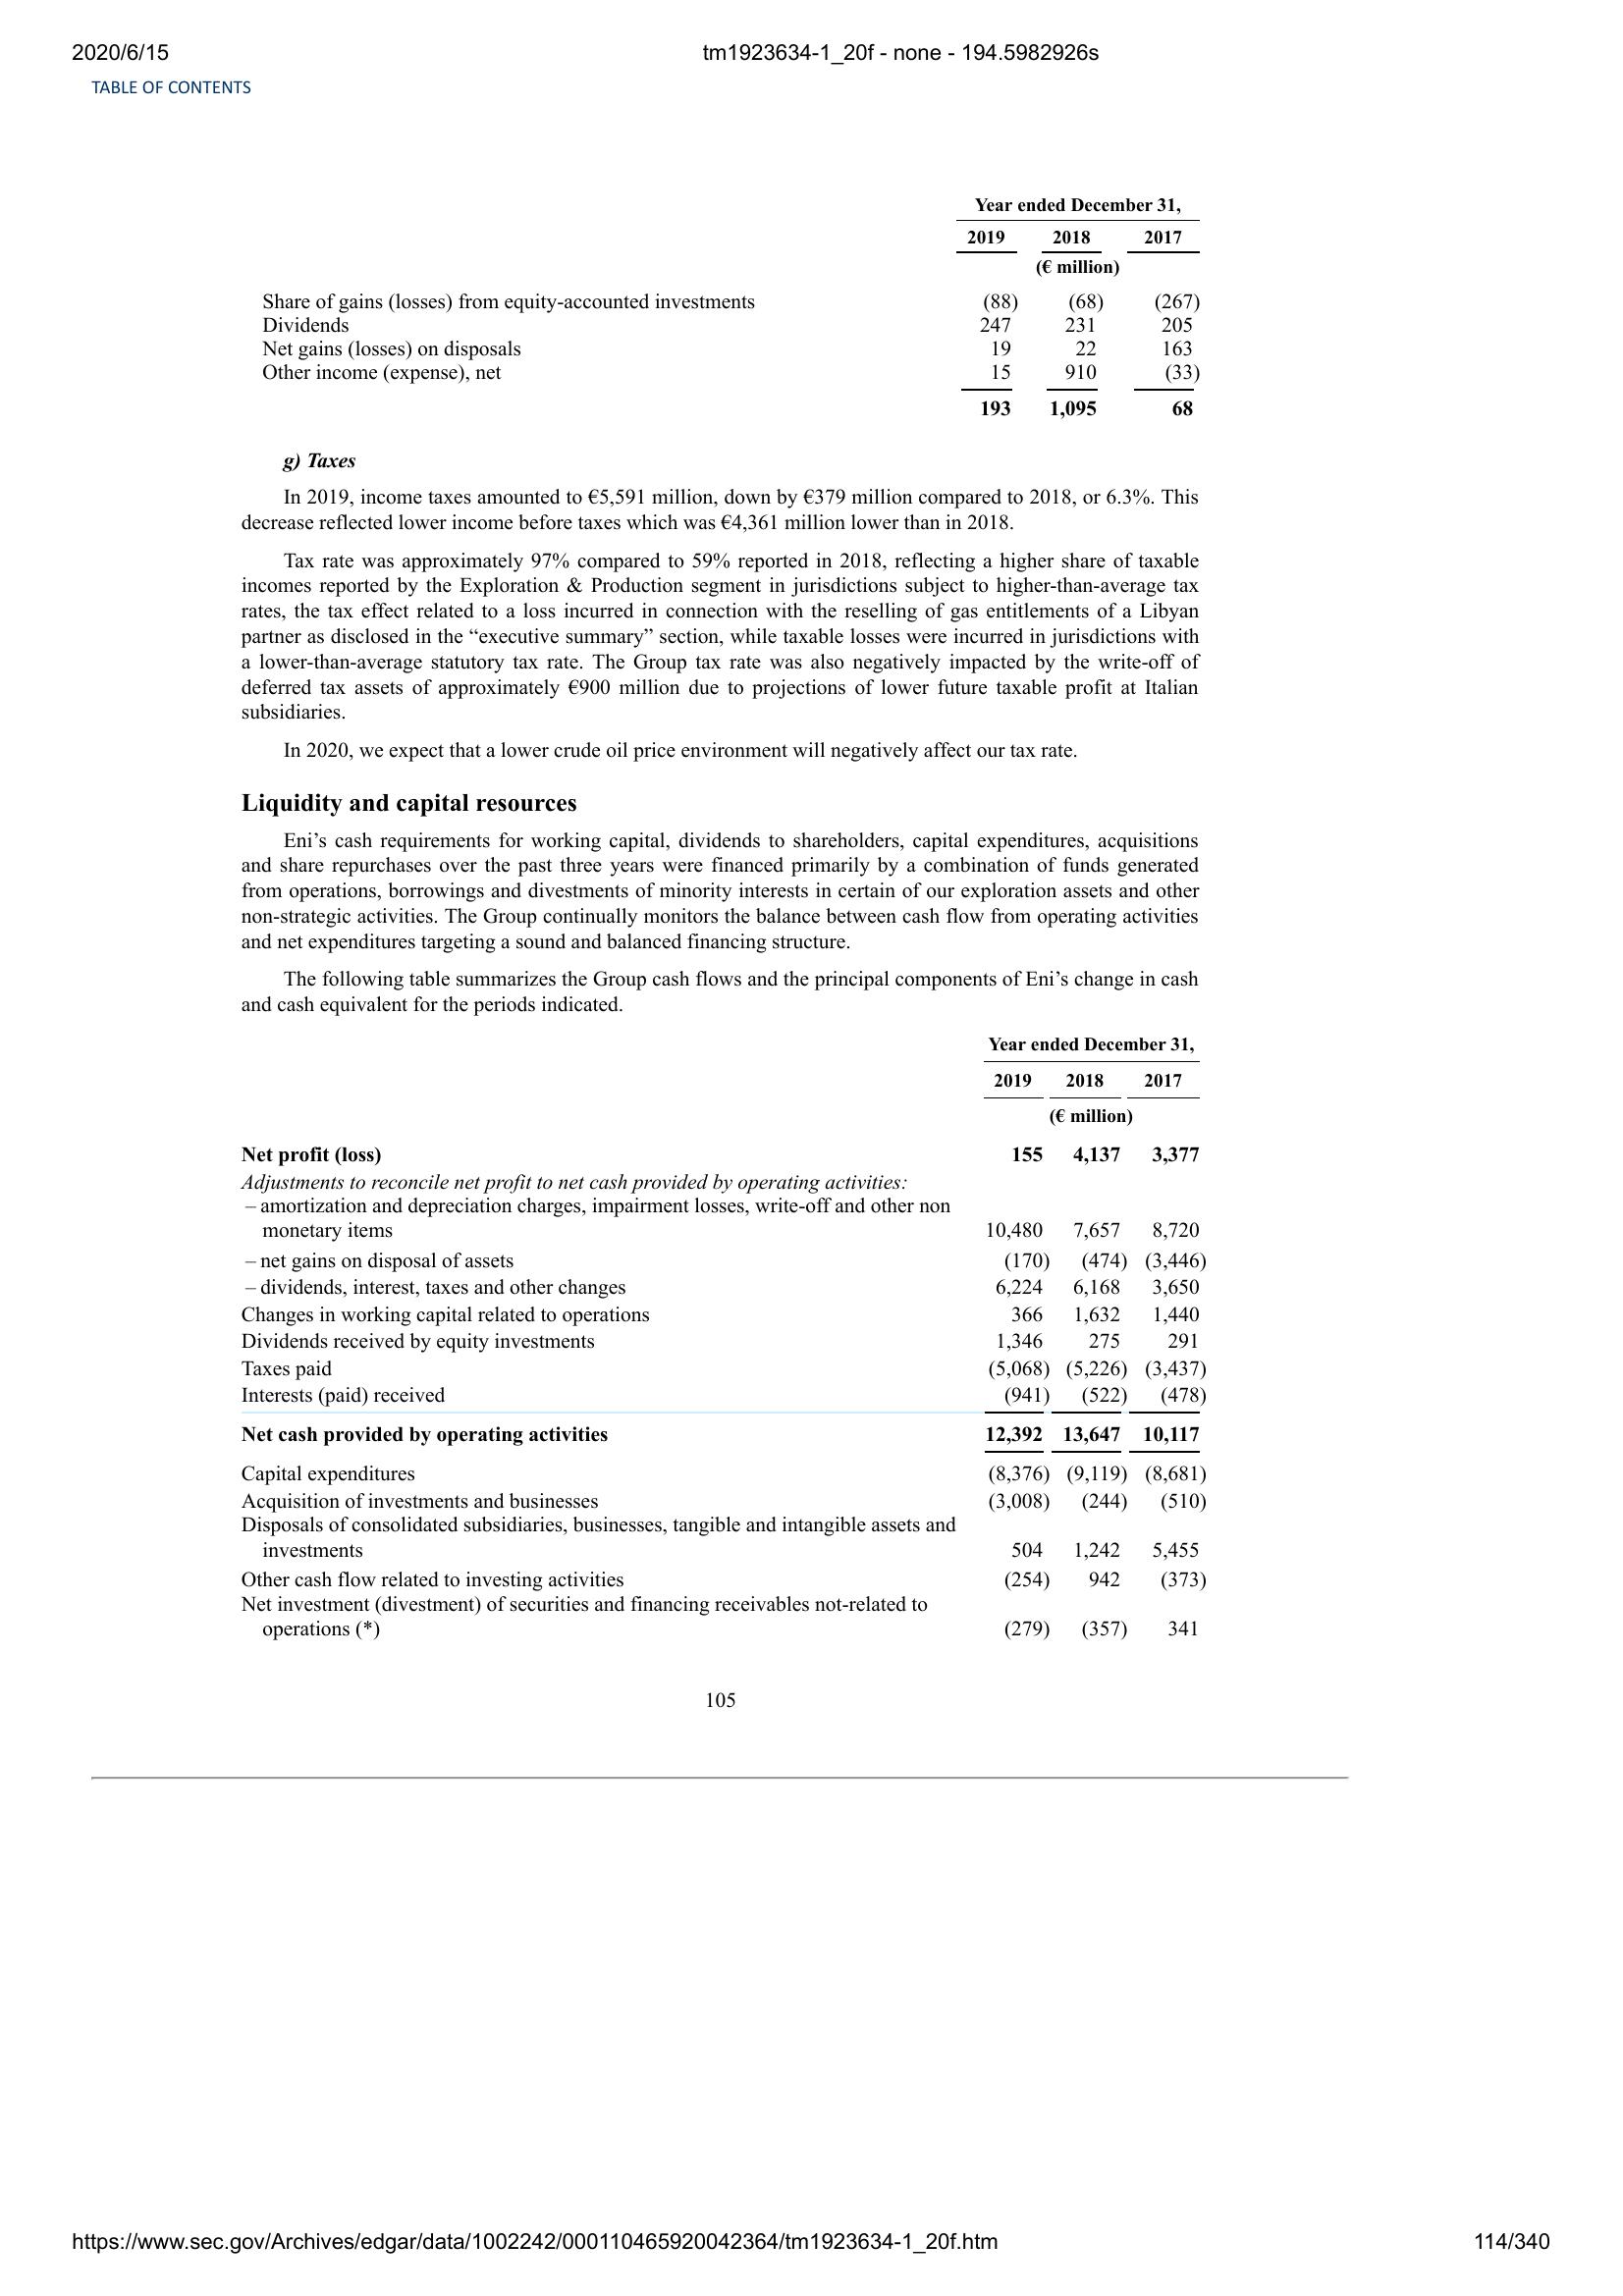 2020/6/15 tm1923634-1_20f - none - 194.5982926s
TABLE OF CONTENTS
Year ended December 31,
2019 2018 2017
(€ million)
Share of gains (losses) from equity-accounted investments (88) (68) (267)
Dividends 247 231 205
Net gains (losses) on disposals 19 22 163
Other income (expense), net 15 910 (33)
193 1,095 68
g) Taxes
In 2019, income taxes amounted to €5,591 million, down by €379 million compared to 2018, or 6.3%. This
decrease reflected lower income before taxes which was €4,361 million lower than in 2018.
Tax rate was approximately 97% compared to 59% reported in 2018, reflecting a higher share of taxable
incomes reported by the Exploration & Production segment in jurisdictions subject to higher-than-average tax
rates, the tax effect related to a loss incurred in connection with the reselling of gas entitlements of a Libyan
partner as disclosed in the “executive summary” section, while taxable losses were incurred in jurisdictions with
a lower-than-average statutory tax rate. The Group tax rate was also negatively impacted by the write-off of
deferred tax assets of approximately €900 million due to projections of lower future taxable profit at Italian
subsidiaries.
In 2020, we expect that a lower crude oil price environment will negatively affect our tax rate.
Liquidity and capital resources
Eni’s cash requirements for working capital, dividends to shareholders, capital expenditures, acquisitions
and share repurchases over the past three years were financed primarily by a combination of funds generated
from operations, borrowings and divestments of minority interests in certain of our exploration assets and other
non-strategic activities. The Group continually monitors the balance between cash flow from operating activities
and net expenditures targeting a sound and balanced financing structure.
The following table summarizes the Group cash flows and the principal components of Eni’s change in cash
and cash equivalent for the periods indicated.
Year ended December 31,
2019 2018 2017
(€ million)
Net profit (loss) 155 4,137 3,377
Adjustments to reconcile net profit to net cash provided by operating activities:
– amortization and depreciation charges, impairment losses, write-off and other non
monetary items 10,480 7,657 8,720
– net gains on disposal of assets (170) (474) (3,446)
– dividends, interest, taxes and other changes 6,224 6,168 3,650
Changes in working capital related to operations 366 1,632 1,440
Dividends received by equity investments 1,346 275 291
Taxes paid (5,068) (5,226) (3,437)
Interests (paid) received (941) (522) (478)
Net cash provided by operating activities 12,392 13,647 10,117
Capital expenditures (8,376) (9,119) (8,681)
Acquisition of investments and businesses (3,008) (244) (510)
Disposals of consolidated subsidiaries, businesses, tangible and intangible assets and
investments 504 1,242 5,455
Other cash flow related to investing activities (254) 942 (373)
Net investment (divestment) of securities and financing receivables not-related to
operations (*) (279) (357) 341
105
https://www.sec.gov/Archives/edgar/data/1002242/000110465920042364/tm1923634-1_20f.htm 114/340